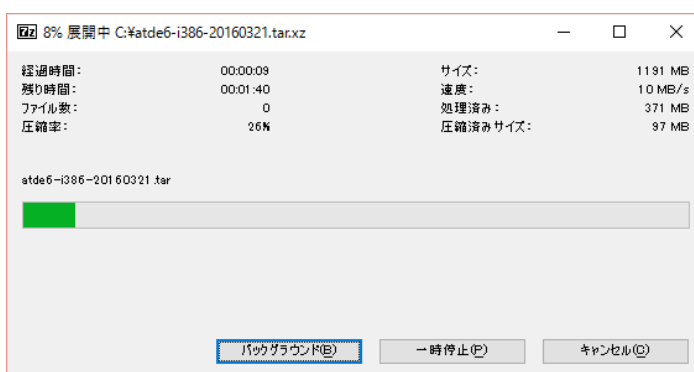 7z 8% 展開中 C:¥atde6-i386-20160321.tar.xz
経過時間： 00:00:09 サイズ： 1191 MB
残り時間： 00:01:40 速度： 10 MB/s
ファイル数： 0 処理済み： 371 MB
圧縮率： 26% 圧縮済みサイズ： 97 MB
atde6-i386-20160321.tar
バックグラウンド(B) 一時停止(P) キャンセル(C)